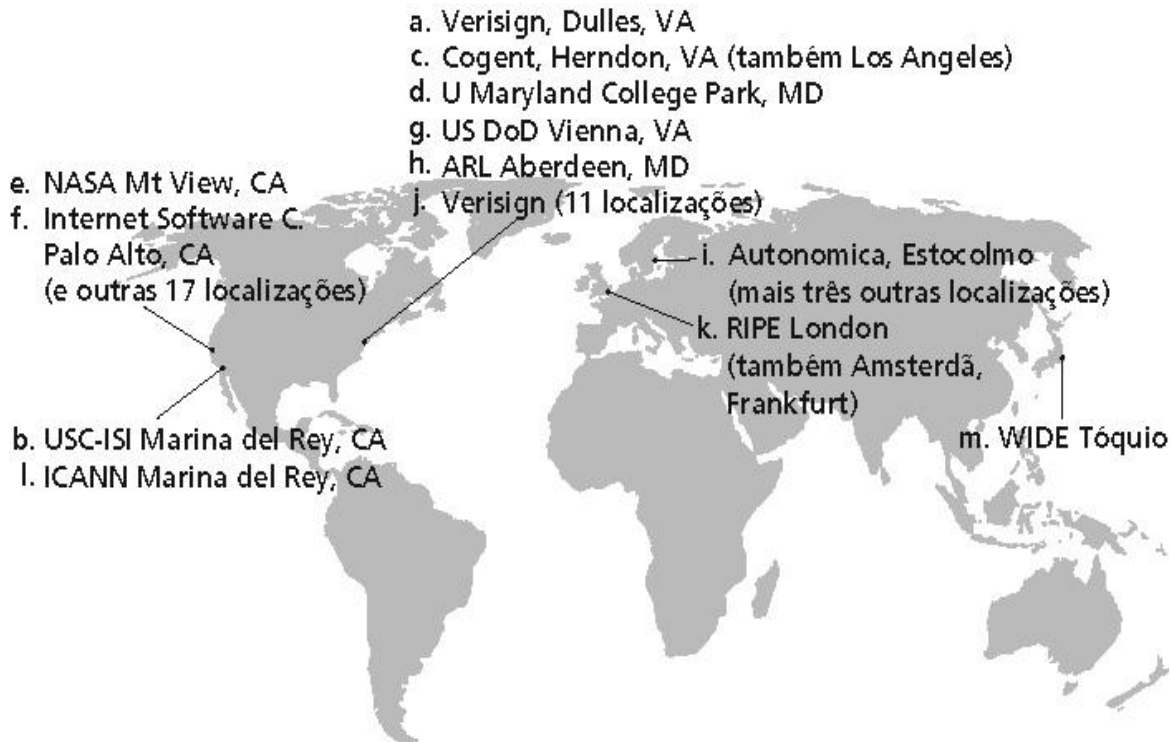 a. Verisign, Dulles, VA
c. Cogent, Herndon, VA (também Los Angeles)
d. U Maryland College Park, MD
g. US DoD Vienna, VA
h. ARL Aberdeen, MD
j. Verisign (11 localizações)
e. NASA Mt View, CA
f. Internet Software C.
Palo Alto, CA
(e outras 17 localizações)
i. Autonomica, Estocolmo
(mais três outras localizações)
k. RIPE London
(também Amsterdã,
Frankfurt)
m. WIDE Tóquio
b. USC-ISI Marina del Rey, CA
l. ICANN Marina del Rey, CA